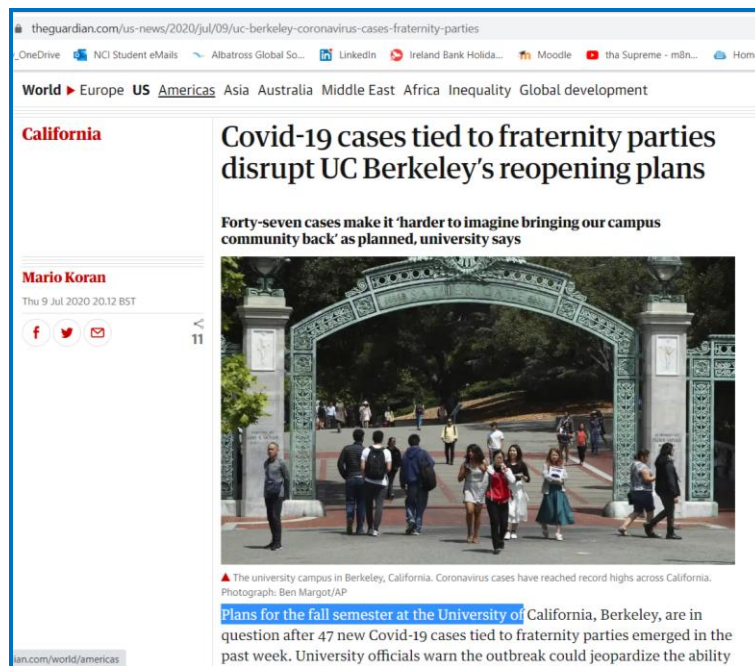 theguardian.com/us-news/2020/jul/09/uc-berkeley-coronavirus-cases-fraternity-parties
_OneDrive NCI Student eMails Albatross Global So... LinkedIn Ireland Bank Holida... Moodle tha Supreme - m8n... Hom
World Europe US Americas Asia Australia Middle East Africa Inequality Global development
California
Covid-19 cases tied to fraternity parties
disrupt UC Berkeley's reopening plans
Forty-seven cases make it 'harder to imagine bringing our campus
community back' as planned, university says
Mario Koran
Thu 9 Jul 2020 20.12 BST
11
The university campus in Berkeley, California. Coronavirus cases have reached record highs across California.
Photograph: Ben Margot/AP
Plans for the fall semester at the University of California, Berkeley, are in
question after 47 new Covid-19 cases tied to fraternity parties emerged in the
past week. University officials warn the outbreak could jeopardize the ability
ian.com/world/americas